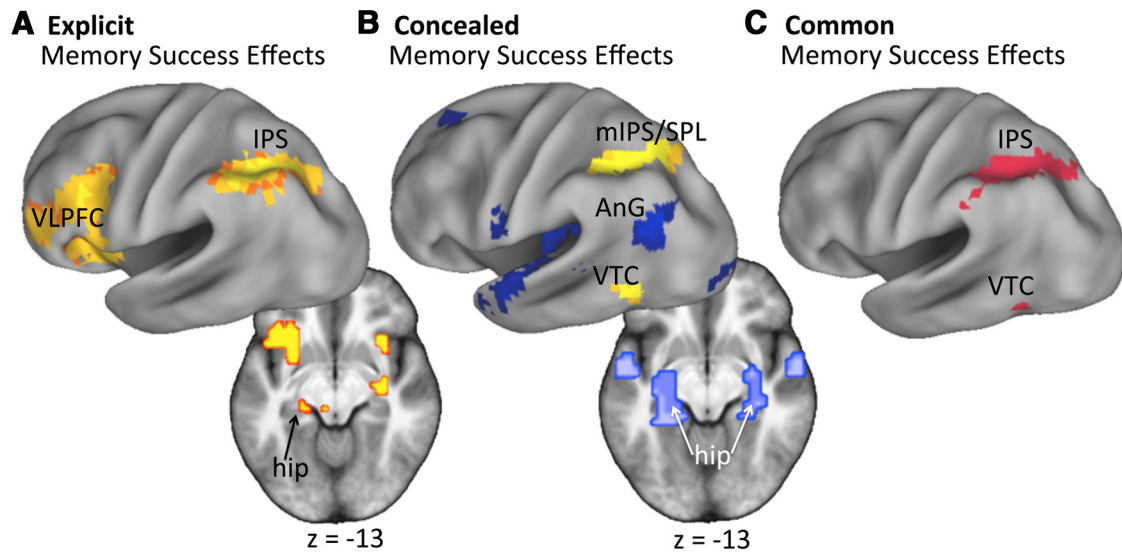 A Explicit
Memory Success Effects
IPS
VLPFC
hip
z = -13
B Concealed
Memory Success Effects
mIPS/SPL
AnG
VTC
hip
z = -13
C Common
Memory Success Effects
IPS
VTC